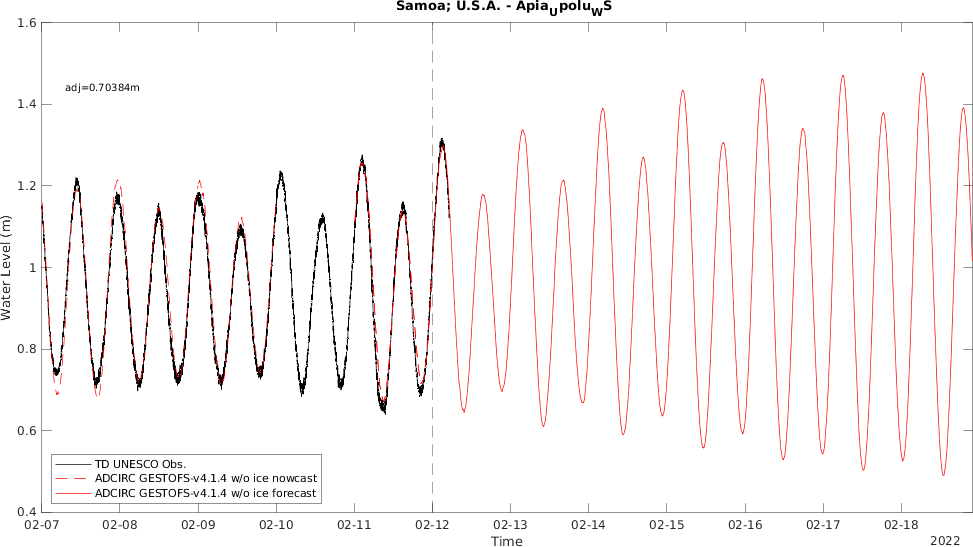 Samoa; U.S.A. - Apia_Upolu_WS
1.6
1.4
1.2
1
0.8
0.6
0.4
Water Level (m)
adj=0.70384m
TD UNESCO Obs.
ADCIRC GESTOFS-v4.1.4 w/o ice nowcast
ADCIRC GESTOFS-v4.1.4 w/o ice forecast
02-07 02-08 02-09 02-10 02-11 02-12 02-13 02-14 02-15 02-16 02-17 02-18
Time
2022